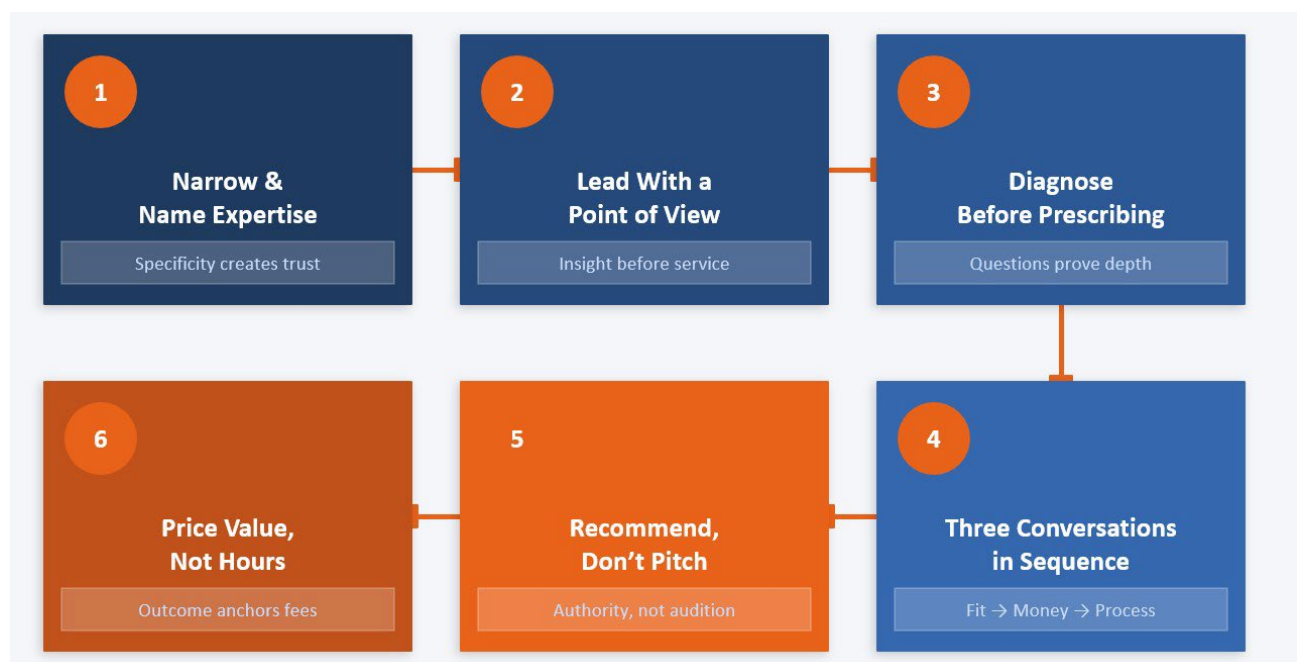 1
Narrow &
Name Expertise
Specificity creates trust
2
Lead With a
Point of View
Insight before service
3
Diagnose
Before Prescribing
Questions prove depth
4
Three Conversations
in Sequence
Fit → Money → Process
5
Recommend,
Don’t Pitch
Authority, not audition
6
Price Value,
Not Hours
Outcome anchors fees